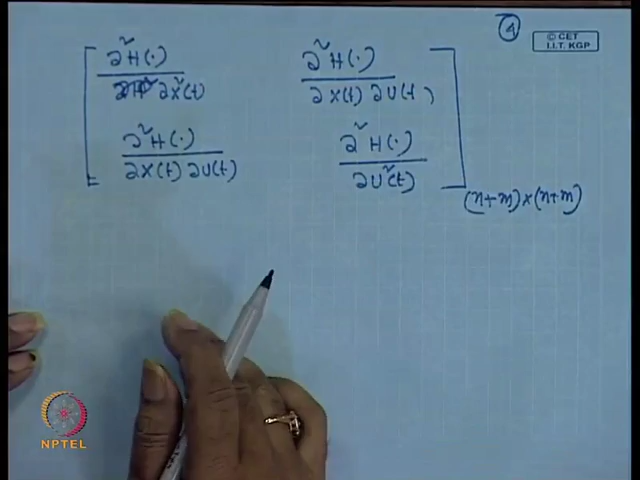 ④
© CET
I.I.T. KGP
∂²H(·) ∂²H(·)
∂x²(t) ∂x(t) ∂u(t)
∂²H(·) ∂²H(·)
∂x(t) ∂u(t) ∂u²(t)
(n+m)×(n+m)
NPTEL